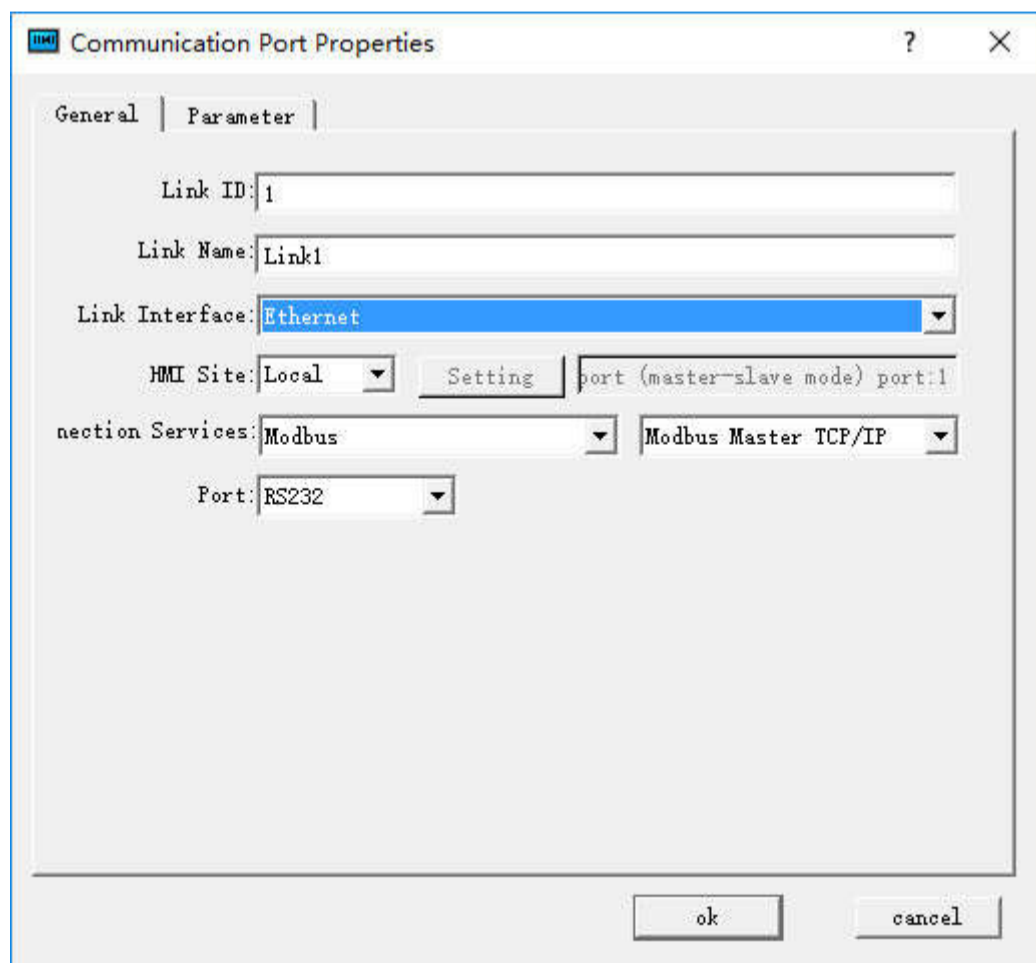 HMI Communication Port Properties ? ×
General Parameter
Link ID: 1
Link Name: Link1
Link Interface: Ethernet
HMI Site: Local Setting port (master-slave mode) port:1
nection Services: Modbus Modbus Master TCP/IP
Port: RS232
ok cancel